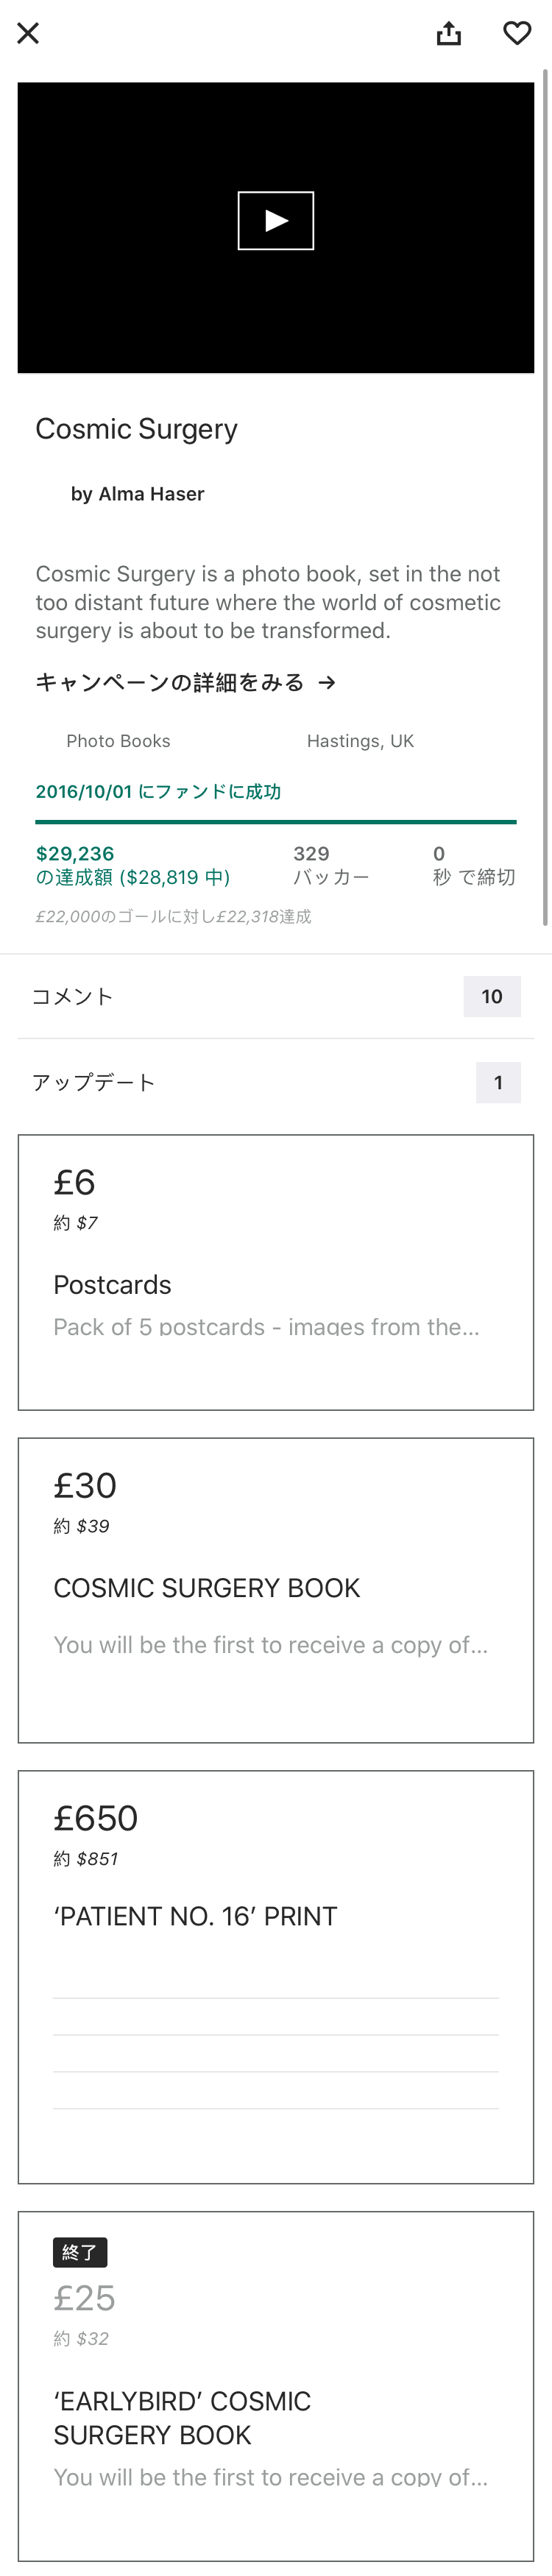 Cosmic Surgery
by Alma Haser
Cosmic Surgery is a photo book, set in the not
too distant future where the world of cosmetic
surgery is about to be transformed.
キャンペーンの詳細をみる →
Photo Books
Hastings, UK
2016/10/01 にファンドに成功
$29,236
の達成額 ($28,819 中)
329
バッカー
0
秒 で締切
£22,000のゴールに対し£22,318達成
コメント
10
アップデート
1
£6
約 $7
Postcards
Pack of 5 postcards - images from the...
£30
約 $39
COSMIC SURGERY BOOK
You will be the first to receive a copy of...
£650
約 $851
‘PATIENT NO. 16’ PRINT
終了
£25
約 $32
‘EARLYBIRD’ COSMIC
SURGERY BOOK
You will be the first to receive a copy of...